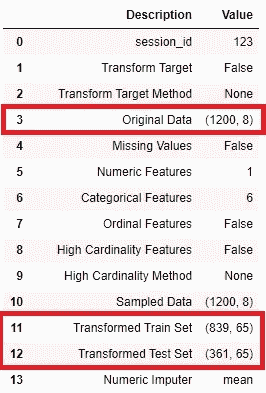 Description Value
0 session_id 123
1 Transform Target False
2 Transform Target Method None
3 Original Data (1200, 8)
4 Missing Values False
5 Numeric Features 1
6 Categorical Features 6
7 Ordinal Features False
8 High Cardinality Features False
9 High Cardinality Method None
10 Sampled Data (1200, 8)
11 Transformed Train Set (839, 65)
12 Transformed Test Set (361, 65)
13 Numeric Imputer mean